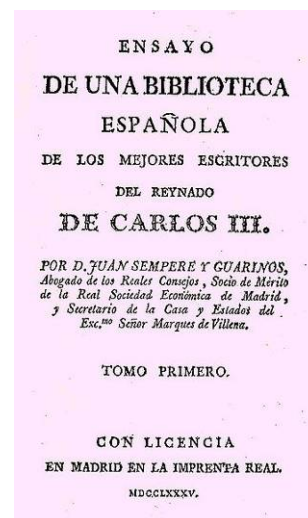 ENSAYO
DE UNA BIBLIOTECA
ESPAÑOLA
DE LOS MEJORES ESCRITORES
DEL REYNADO
DE CARLOS III.
POR D. JUAN SEMPERE Y GUARINOS,
Abogado de los Reales Consejos, Socio de Mérito
de la Real Sociedad Económica de Madrid,
y Secretario de la Casa y Estados del
Exc.mo Señor Marques de Villena.
TOMO PRIMERO.
CON LICENCIA
EN MADRID EN LA IMPRENTA REAL.
MDCCLXXXV.